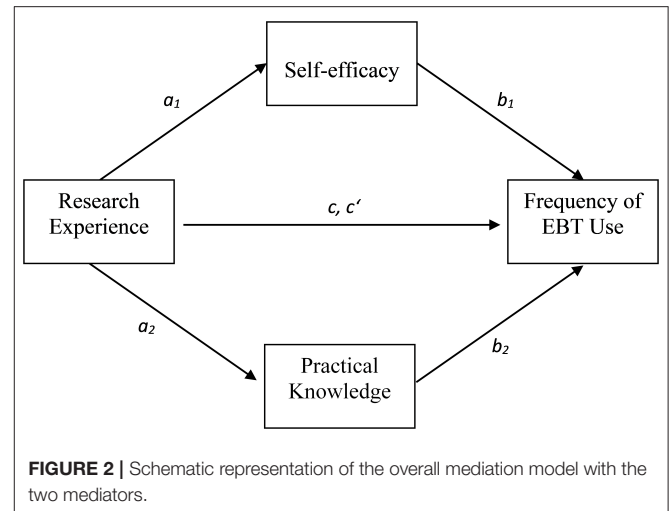 Self-efficacy
a₁
b₁
Research
Experience
c, c‘
Frequency of
EBT Use
a₂
b₂
Practical
Knowledge
FIGURE 2 | Schematic representation of the overall mediation model with the
two mediators.